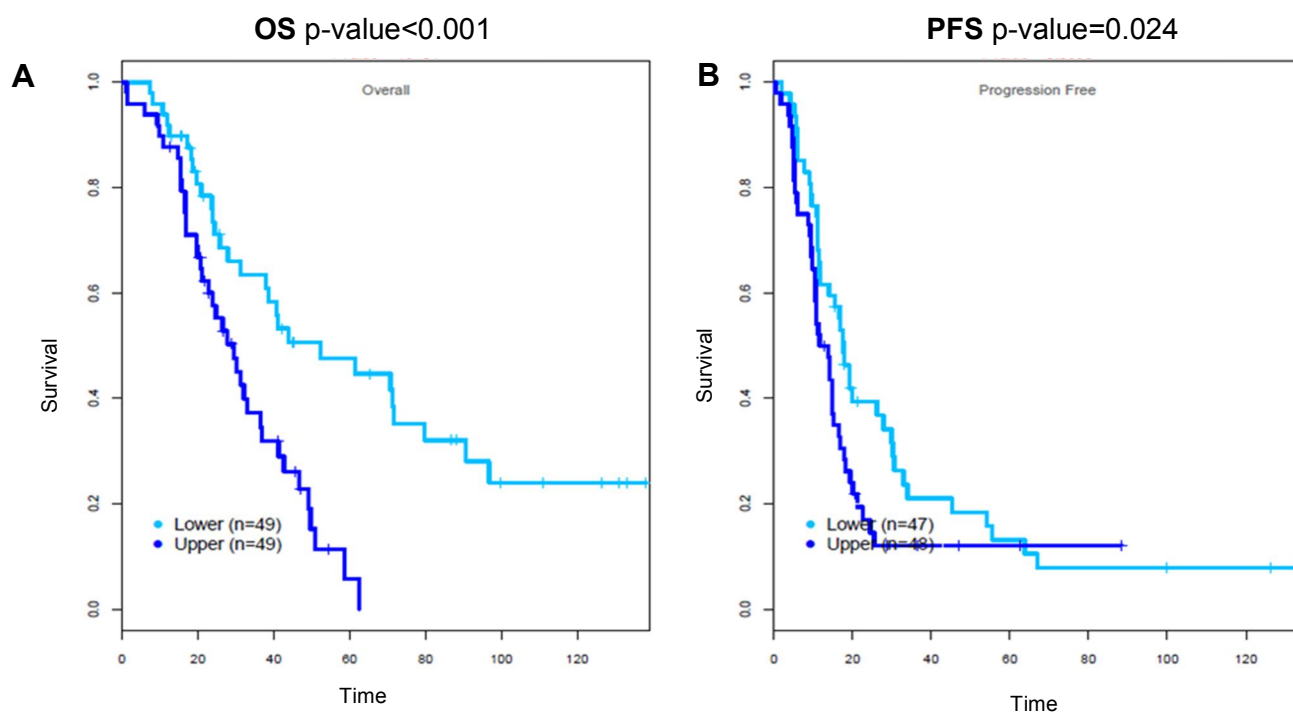 OS p-value<0.001
A
Overall
1.0
0.8
0.6
0.4
0.2
0.0
Survival
Lower (n=49)
Upper (n=49)
0 20 40 60 80 100 120
Time
PFS p-value=0.024
B
Progression Free
1.0
0.8
0.6
0.4
0.2
0.0
Survival
Lower (n=47)
Upper (n=48)
0 20 40 60 80 100 120
Time